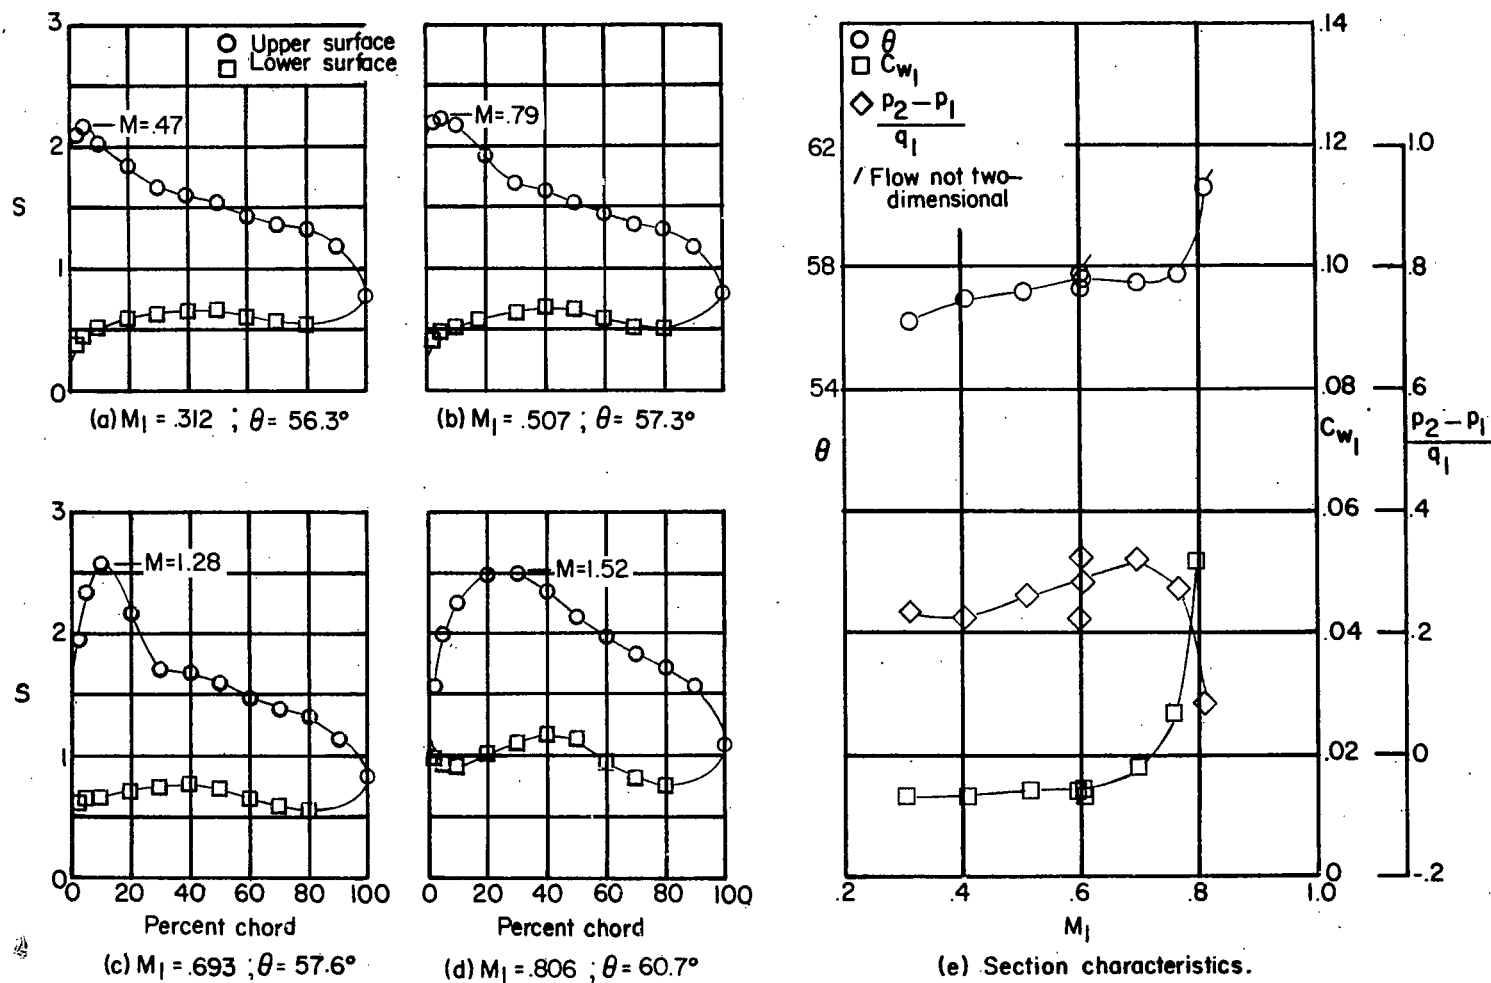 3
2
S
1
0
○ Upper surface
□ Lower surface
M=.47
(a) M₁ = .312 ; θ = 56.3°
M=.79
(b) M₁ = .507 ; θ = 57.3°
3
2
S
1
0
M=1.28
0 20 40 60 80 100
Percent chord
(c) M₁ = .693 ; θ = 57.6°
M=1.52
0 20 40 60 80 100
Percent chord
(d) M₁ = .806 ; θ = 60.7°
○ θ
□ C_w₁
◇ p₂ – p₁
q₁
/ Flow not two-
dimensional
62
58
54
θ
.14
.12
.10
.08
C_w₁
.06
.04
.02
0
1.0
.8
.6
p₂ – p₁
q₁
.4
.2
0
-.2
.2 .4 .6 .8 1.0
M₁
(e) Section characteristics.